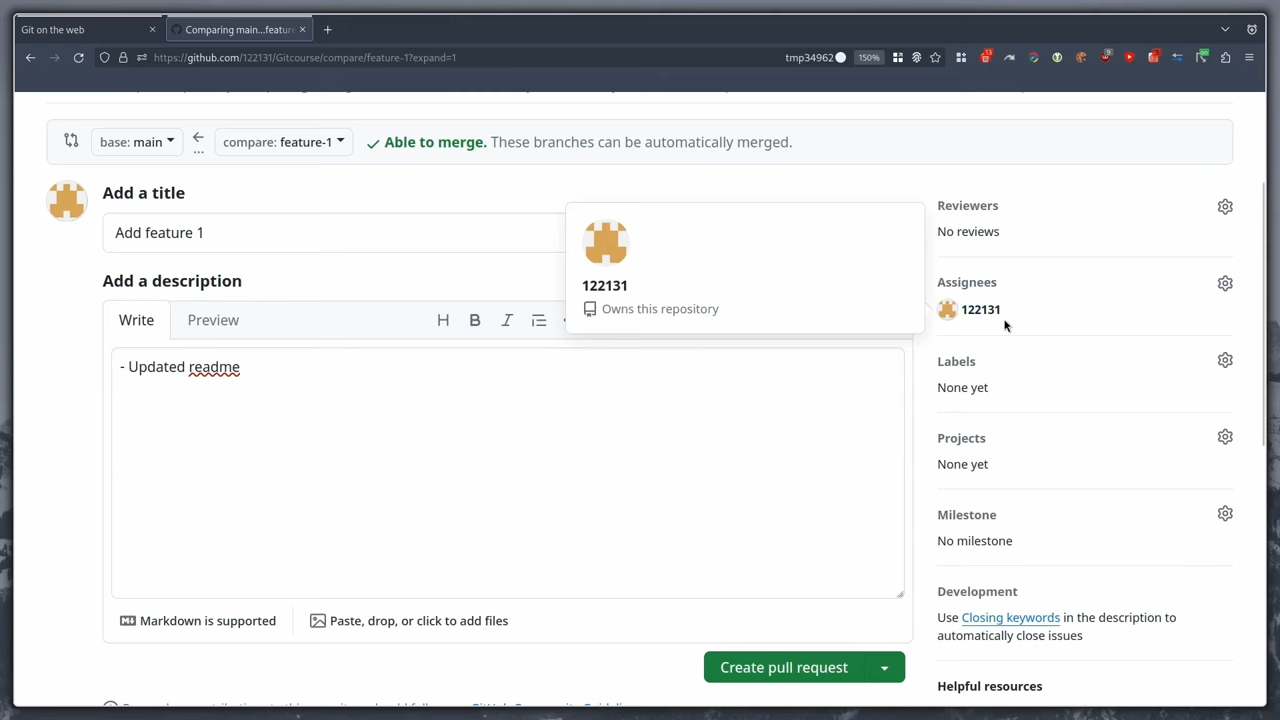 Git on the web
Comparing main...feature
https://github.com/122131/Gitcourse/compare/feature-1?expand=1
tmp34962
150%
13
9
on
base: main
compare: feature-1
Able to merge. These branches can be automatically merged.
Add a title
Add feature 1
122131
Owns this repository
Add a description
Write
Preview
H
B
I
- Updated readme
Markdown is supported
Paste, drop, or click to add files
Create pull request
Reviewers
No reviews
Assignees
122131
Labels
None yet
Projects
None yet
Milestone
No milestone
Development
Use Closing keywords in the description to
automatically close issues
Helpful resources